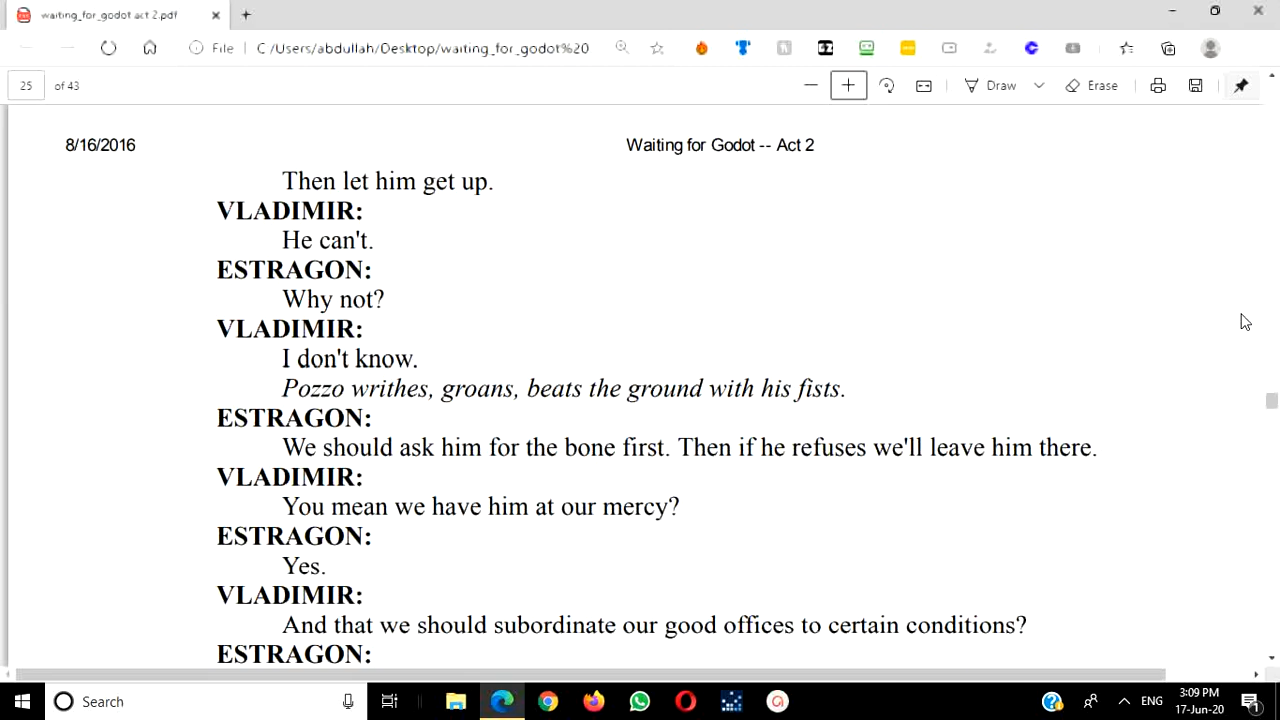 waiting_for_godot act 2.pdf
File C:/Users/abdullah/Desktop/waiting_for_godot%20
25 of 43 Draw Erase
8/16/2016 Waiting for Godot -- Act 2
Then let him get up.
VLADIMIR:
He can't.
ESTRAGON:
Why not?
VLADIMIR:
I don't know.
Pozzo writhes, groans, beats the ground with his fists.
ESTRAGON:
We should ask him for the bone first. Then if he refuses we'll leave him there.
VLADIMIR:
You mean we have him at our mercy?
ESTRAGON:
Yes.
VLADIMIR:
And that we should subordinate our good offices to certain conditions?
ESTRAGON:
Search ENG 3:09 PM
17-Jun-20